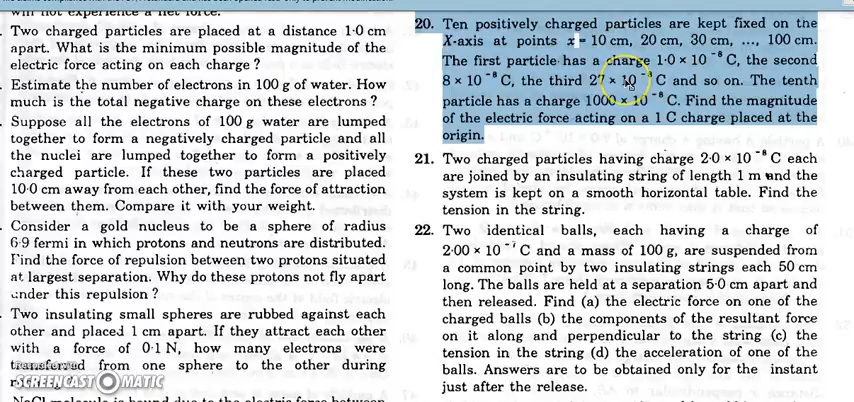 will not experience a net force.
Two charged particles are placed at a distance 1·0 cm
apart. What is the minimum possible magnitude of the
electric force acting on each charge ?
Estimate the number of electrons in 100 g of water. How
much is the total negative charge on these electrons ?
Suppose all the electrons of 100 g water are lumped
together to form a negatively charged particle and all
the nuclei are lumped together to form a positively
charged particle. If these two particles are placed
10·0 cm away from each other, find the force of attraction
between them. Compare it with your weight.
Consider a gold nucleus to be a sphere of radius
6·9 fermi in which protons and neutrons are distributed.
Find the force of repulsion between two protons situated
at largest separation. Why do these protons not fly apart
under this repulsion ?
Two insulating small spheres are rubbed against each
other and placed 1 cm apart. If they attract each other
with a force of 0·1 N, how many electrons were
transferred from one sphere to the other during
SCREENCAST O MATIC
20. Ten positively charged particles are kept fixed on the
X-axis at points x = 10 cm, 20 cm, 30 cm, ..., 100 cm.
The first particle has a charge 1·0 × 10⁻⁸ C, the second
8 × 10⁻⁸ C, the third 27 × 10⁻⁸ C and so on. The tenth
particle has a charge 1000 × 10⁻⁸ C. Find the magnitude
of the electric force acting on a 1 C charge placed at the
origin.
21. Two charged particles having charge 2·0 × 10⁻⁸ C each
are joined by an insulating string of length 1 m and the
system is kept on a smooth horizontal table. Find the
tension in the string.
22. Two identical balls, each having a charge of
2·00 × 10⁻⁷ C and a mass of 100 g, are suspended from
a common point by two insulating strings each 50 cm
long. The balls are held at a separation 5·0 cm apart and
then released. Find (a) the electric force on one of the
charged balls (b) the components of the resultant force
on it along and perpendicular to the string (c) the
tension in the string (d) the acceleration of one of the
balls. Answers are to be obtained only for the instant
just after the release.